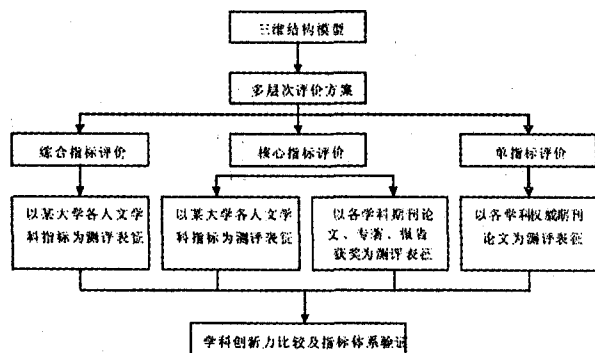 三维结构模型
多层次评价方案
综合指标评价
核心指标评价
单指标评价
以某大学各人文学
科指标为测评表征
以某大学各人文学
科指标为测评表征
以各学科期刊论
文、专著、报告
获奖为测评表征
以各学科权威期刊
论文为测评表征
学科创新力比较及指标体系验证